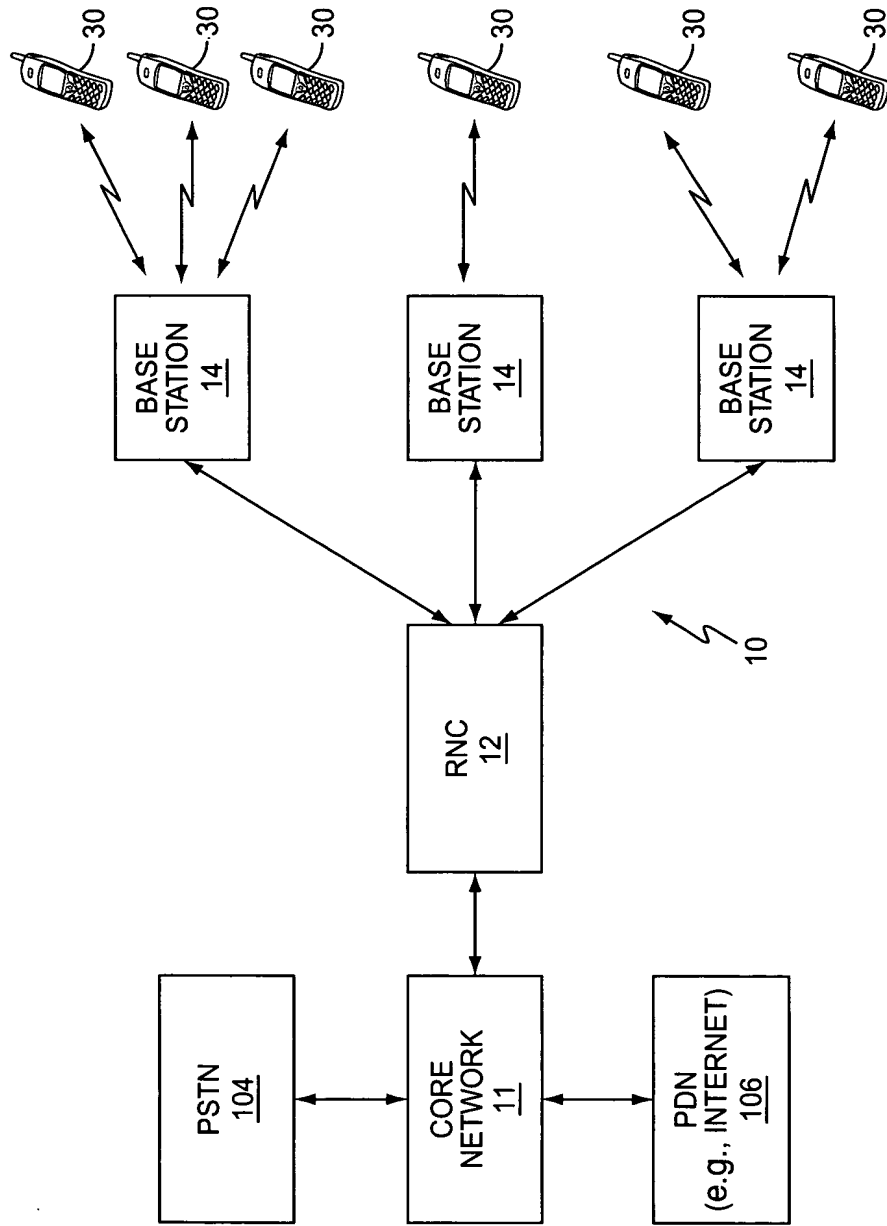 PSTN
104
CORE
NETWORK
11
PDN
(e.g., INTERNET)
106
RNC
12
10
BASE
STATION
14
BASE
STATION
14
BASE
STATION
14
30
30
30
30
30
30